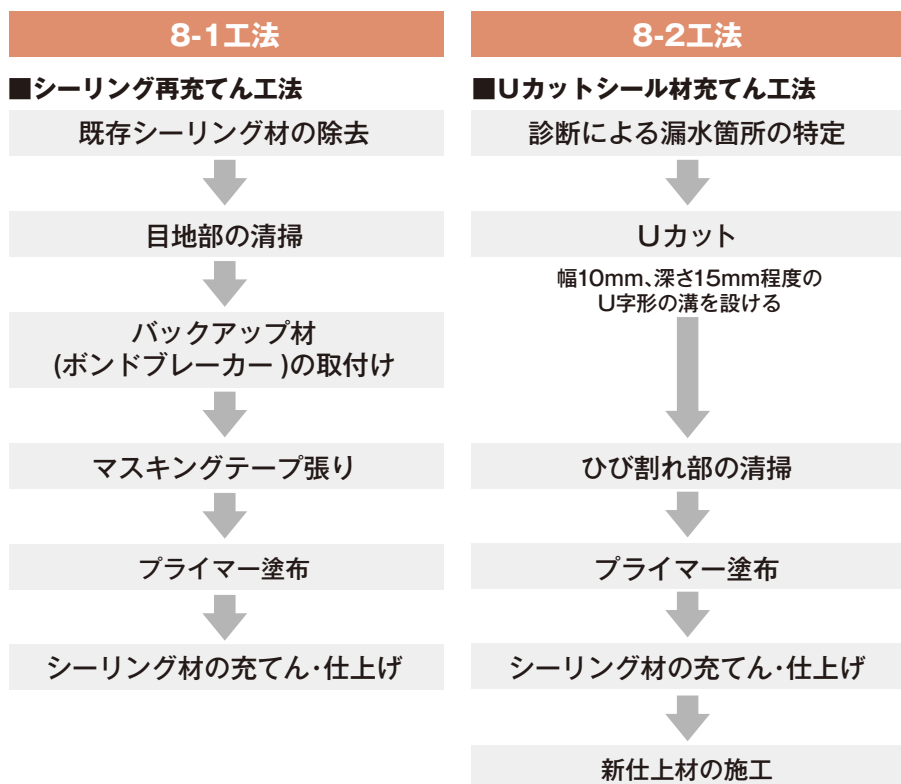 8-1工法
■シーリング再充てん工法
既存シーリング材の除去
目地部の清掃
バックアップ材
(ボンドブレーカー)の取付け
マスキングテープ張り
プライマー塗布
シーリング材の充てん・仕上げ
8-2工法
■Uカットシール材充てん工法
診断による漏水箇所の特定
Uカット
幅10mm、深さ15mm程度の
U字形の溝を設ける
ひび割れ部の清掃
プライマー塗布
シーリング材の充てん・仕上げ
新仕上材の施工